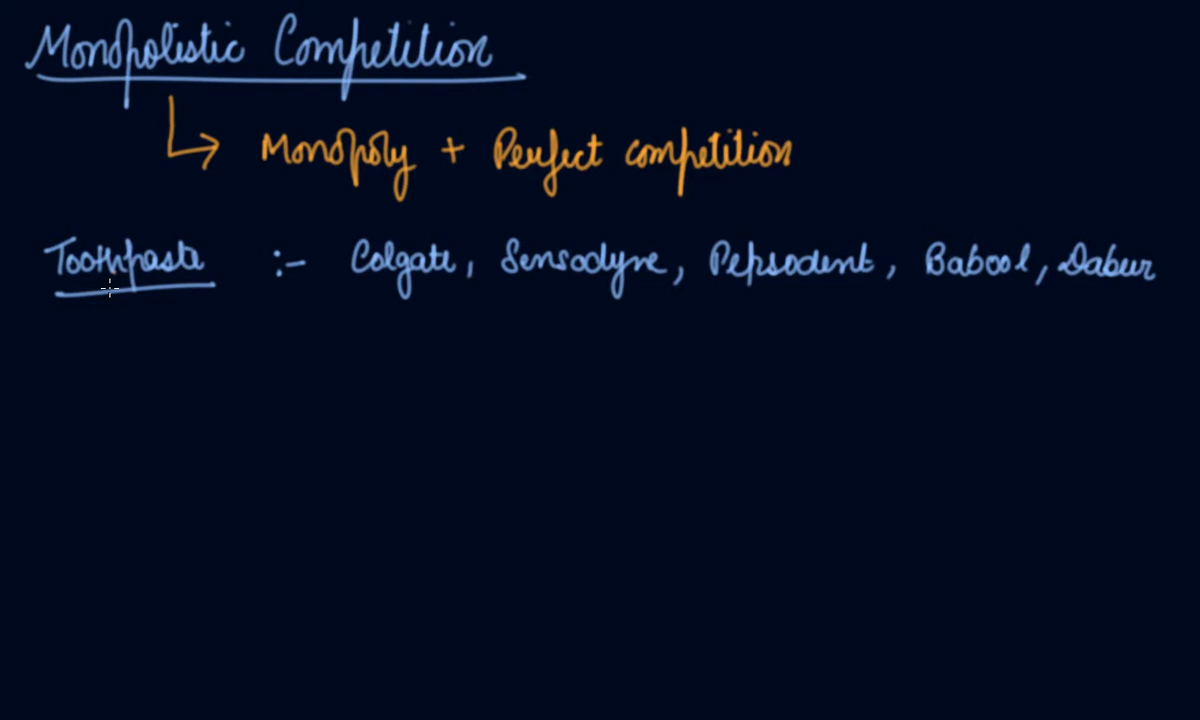 Monopolistic Competition
Monopoly + Perfect competition
Toothpaste :- Colgate, Sensodyne, Pepsodent, Babool, Dabur